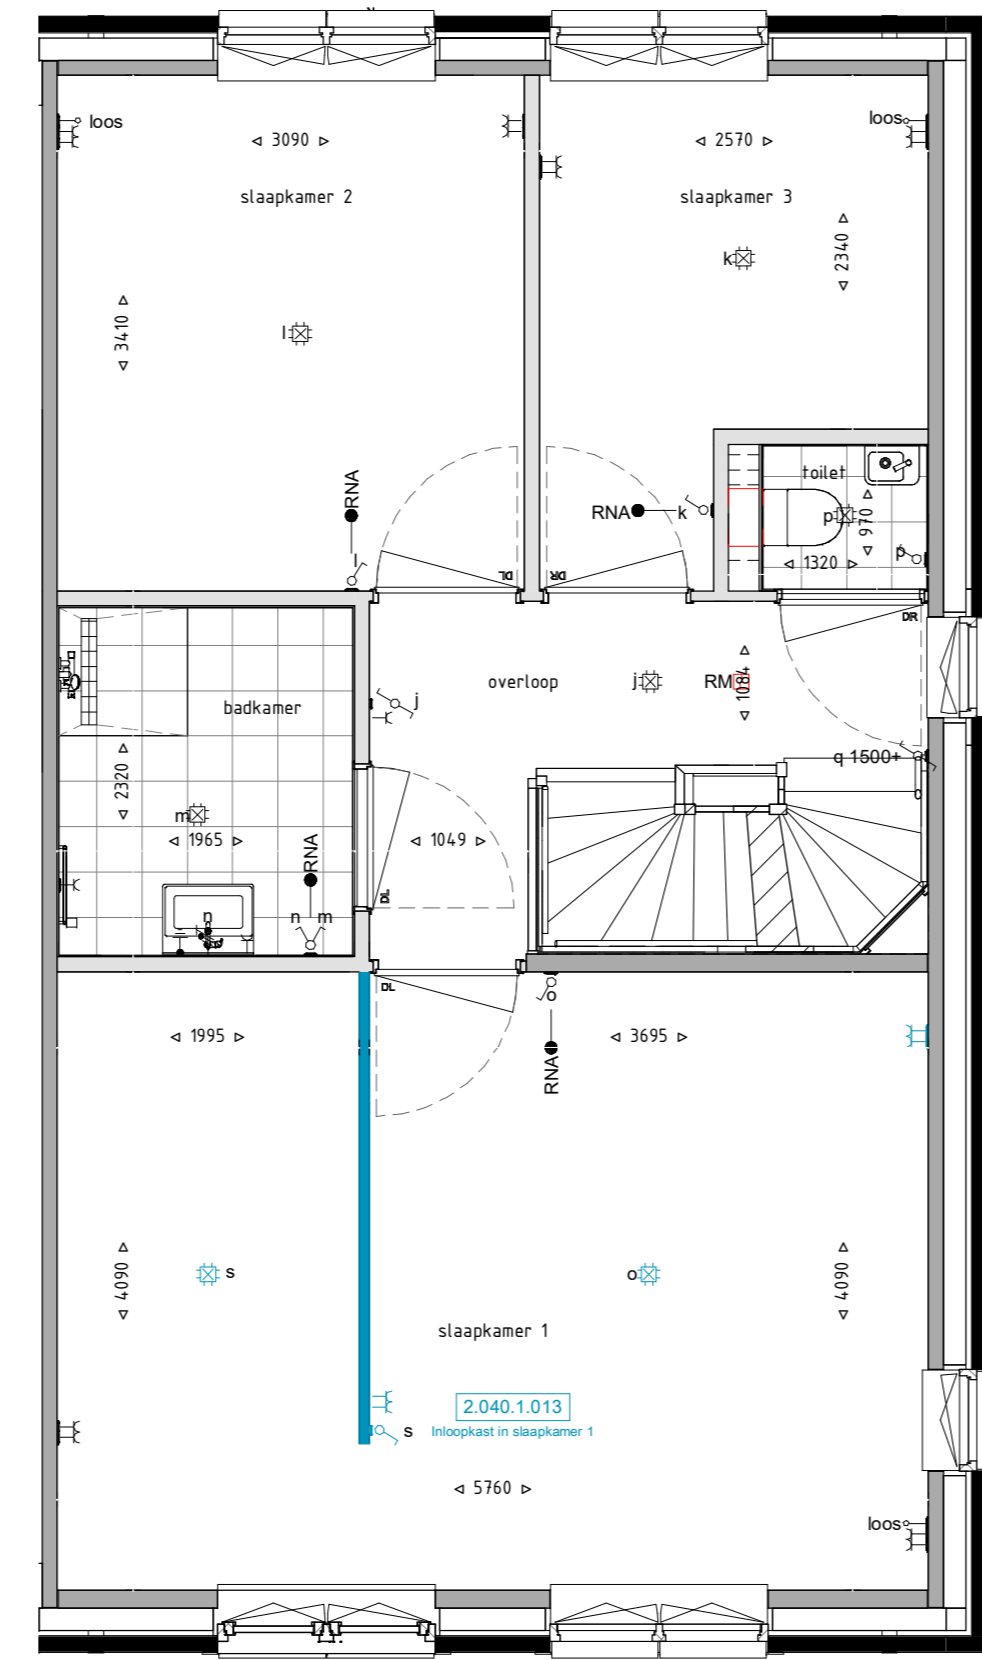 loos
3090
2570
loos
slaapkamer 2
slaapkamer 3
2340
k
3410
l
RNA
RNA
k
toilet
p
970
p
1320
l
DL
DR
DR
overloop
j
RM
1084
j
badkamer
q 1500+
2320
m
1965
RNA
1049
DL
n
n
m
DL
o
1995
3695
RNA
4090
s
o
4090
slaapkamer 1
2.040.1.013
s
Inloopkast in slaapkamer 1
5760
loos